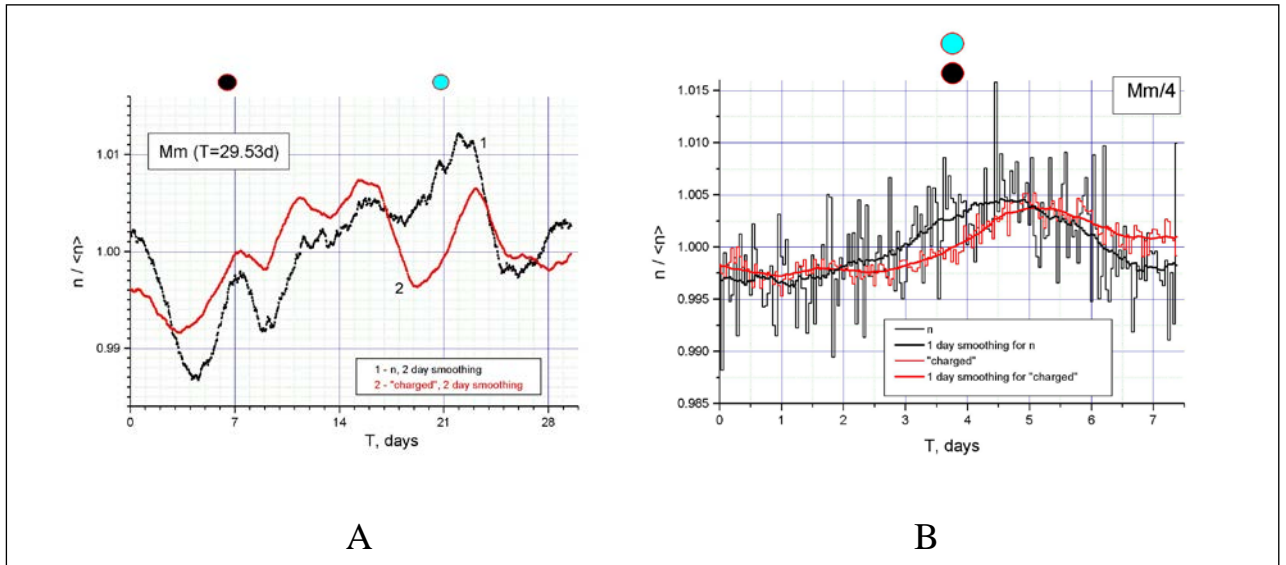 Mm (T=29.53d)
1.01
1.00
0.99
n / <n>
1
2
1 - n, 2 day smoothing
2 - "charged", 2 day smoothing
0
7
14
21
28
T, days
A
Mm/4
1.015
1.010
1.005
1.000
0.995
0.990
0.985
n / <n>
n
1 day smoothing for n
"charged"
1 day smoothing for "charged"
0
1
2
3
4
5
6
7
T, days
B